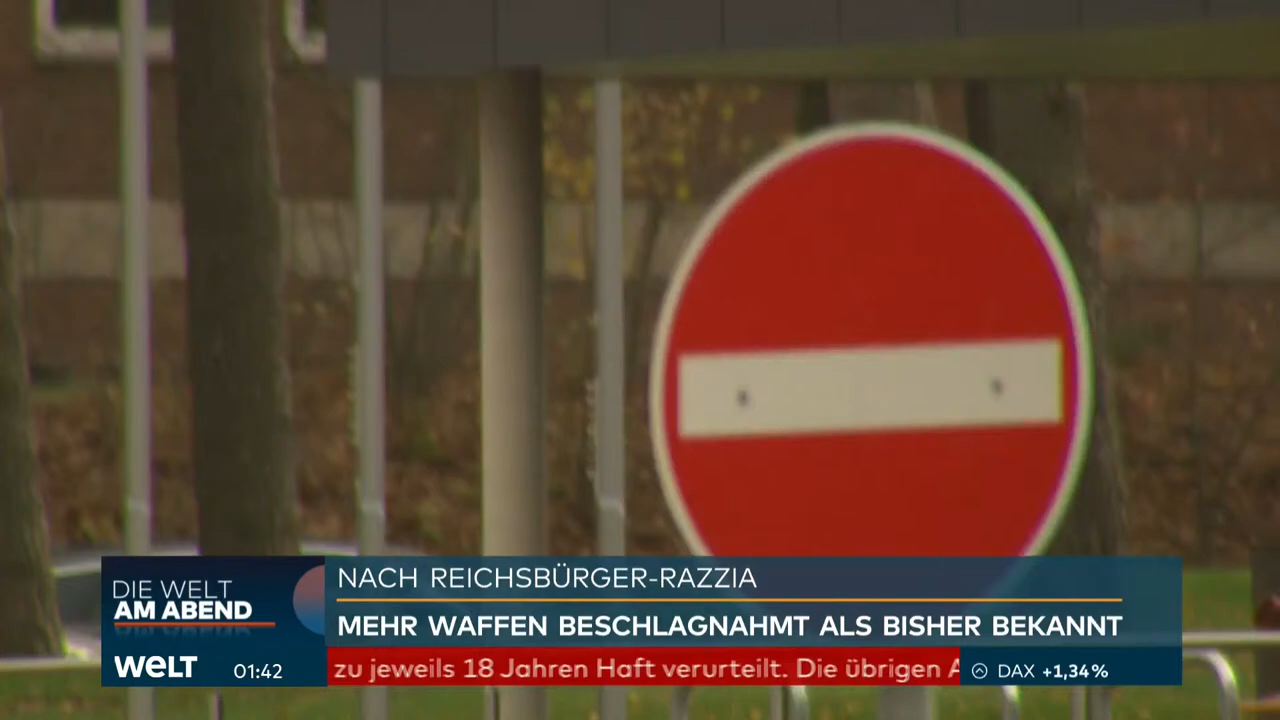 NACH REICHSBÜRGER-RAZZIA
DIE WELT
AM ABEND
MEHR WAFFEN BESCHLAGNAHMT ALS BISHER BEKANNT
welt 01:42
zu jeweils 18 Jahren Haft verurteilt. Die übrigen
DAX +1,34%